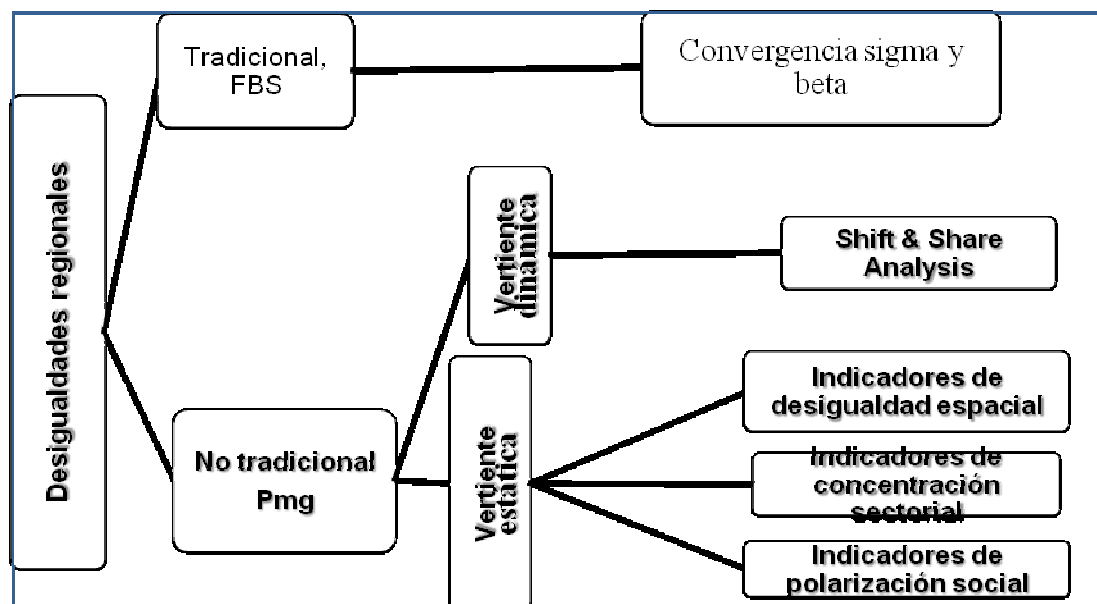 Desigualdades regionales
Tradicional,
FBS
Convergencia sigma y
beta
No tradicional
Pmg
Vertiente
dinámica
Shift & Share
Analysis
Vertiente
estática
Indicadores de
desigualdad espacial
Indicadores de
concentración
sectorial
Indicadores de
polarización social